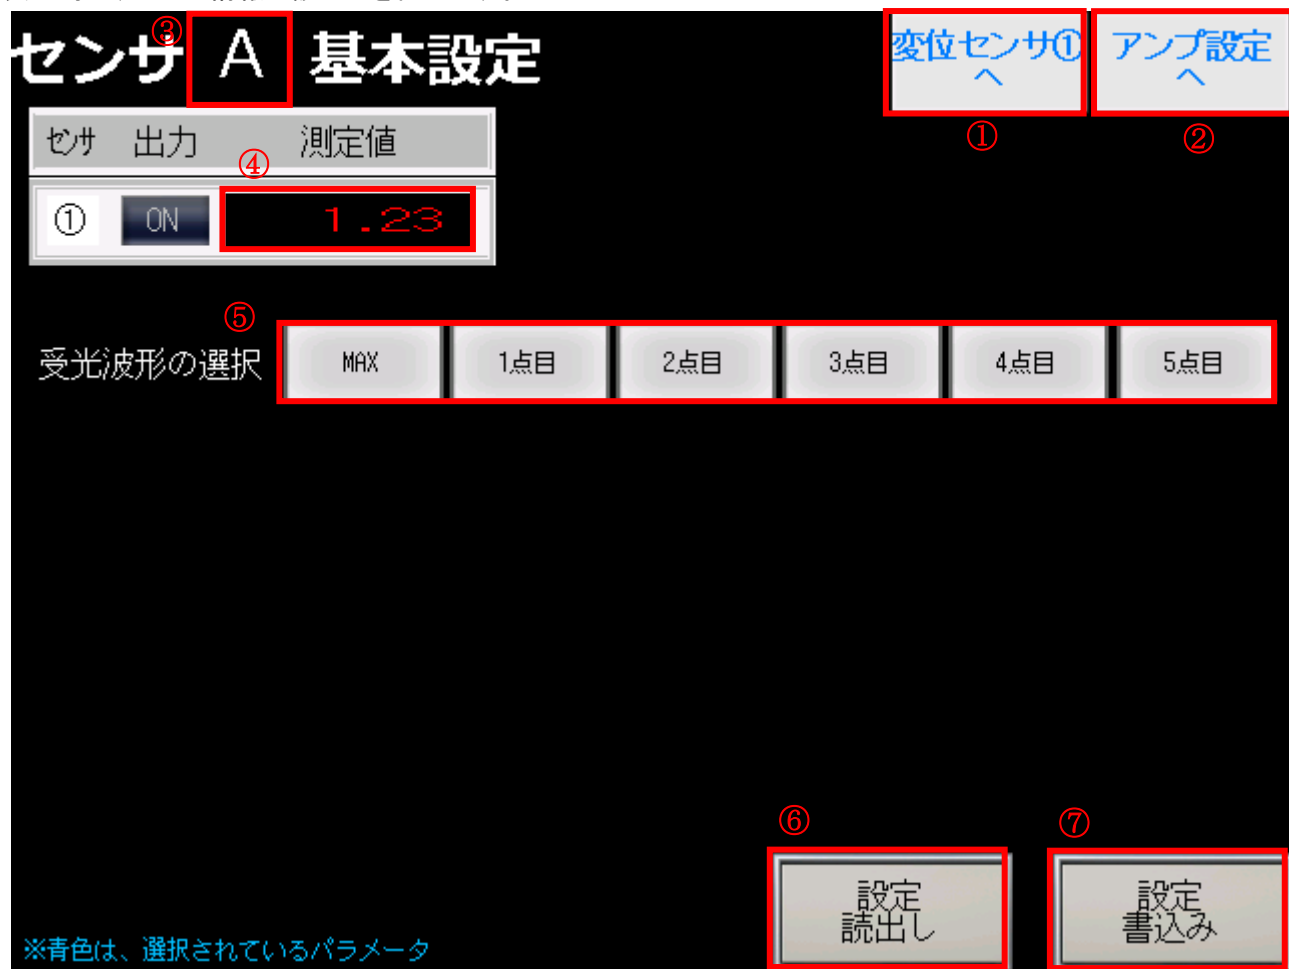 ③
センサ A 基本設定
変位センサ①
へ
アンプ設定
へ
① ②
センサ 出力 測定値
④
① ON 1.23
⑤
受光波形の選択 MAX 1点目 2点目 3点目 4点目 5点目
⑥ ⑦
設定
読出し
設定
書込み
※青色は、選択されているパラメータ